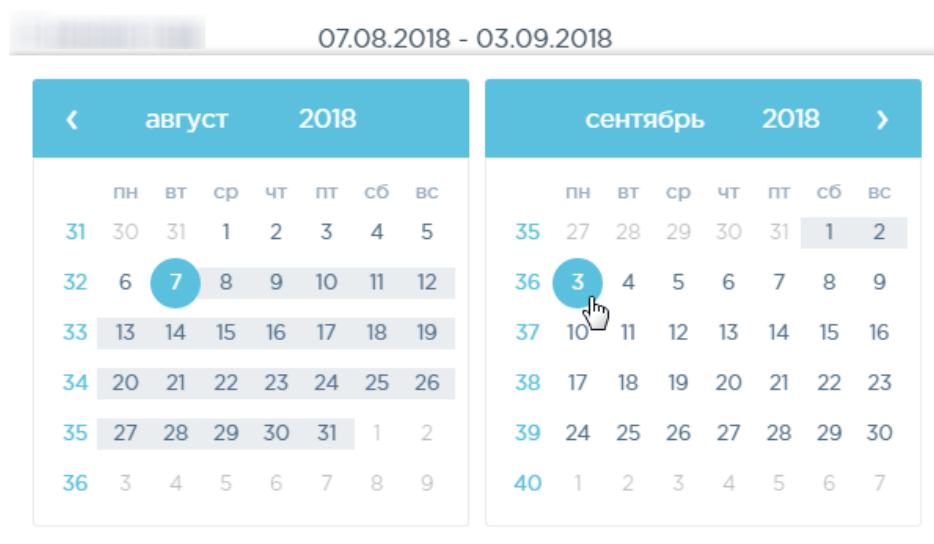 07.08.2018 - 03.09.2018
‹ август 2018
пн вт ср чт пт сб вс
31 30 31 1 2 3 4 5
32 6 7 8 9 10 11 12
33 13 14 15 16 17 18 19
34 20 21 22 23 24 25 26
35 27 28 29 30 31 1 2
36 3 4 5 6 7 8 9
сентябрь 2018 ›
пн вт ср чт пт сб вс
35 27 28 29 30 31 1 2
36 3 4 5 6 7 8 9
37 10 11 12 13 14 15 16
38 17 18 19 20 21 22 23
39 24 25 26 27 28 29 30
40 1 2 3 4 5 6 7